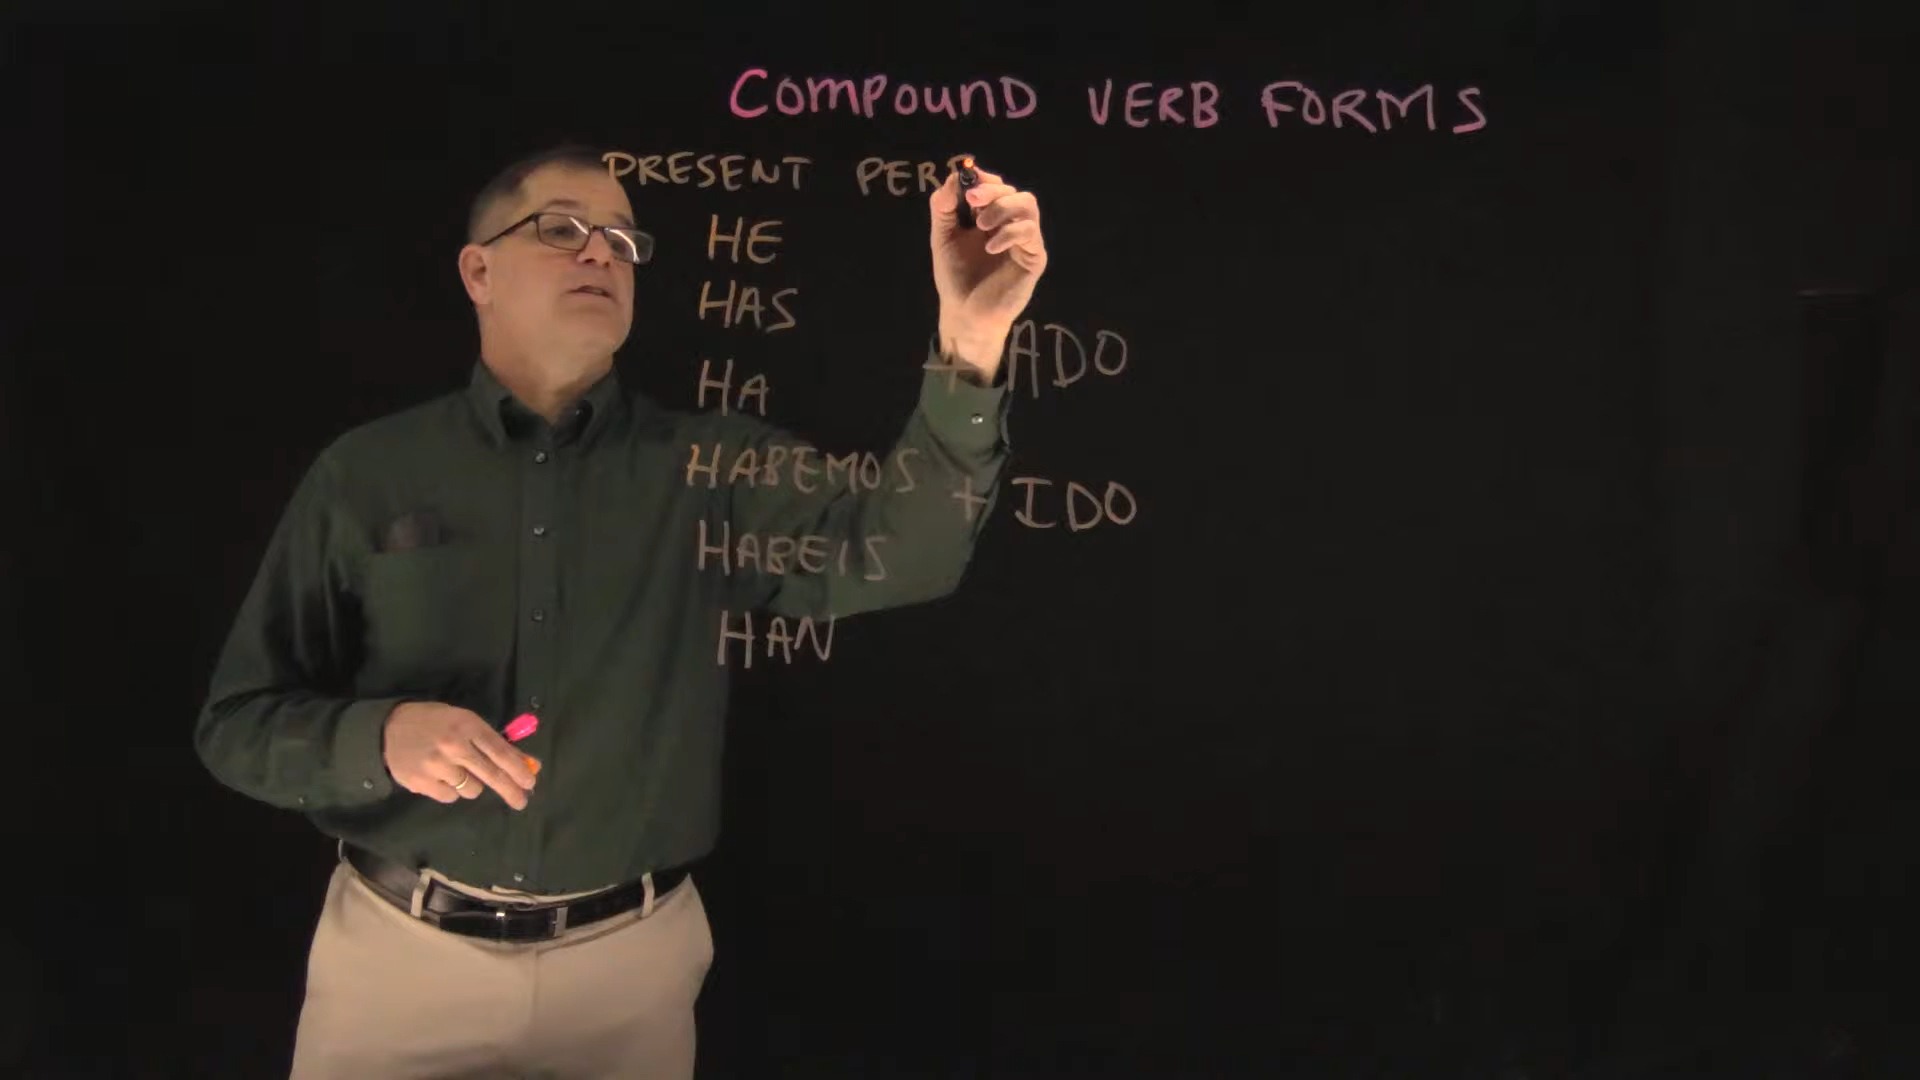 COMPOUND VERB FORMS
PRESENT PERF
HE
HAS
HA
+ ADO
HABEMOS
+ IDO
HABEIS
HAN